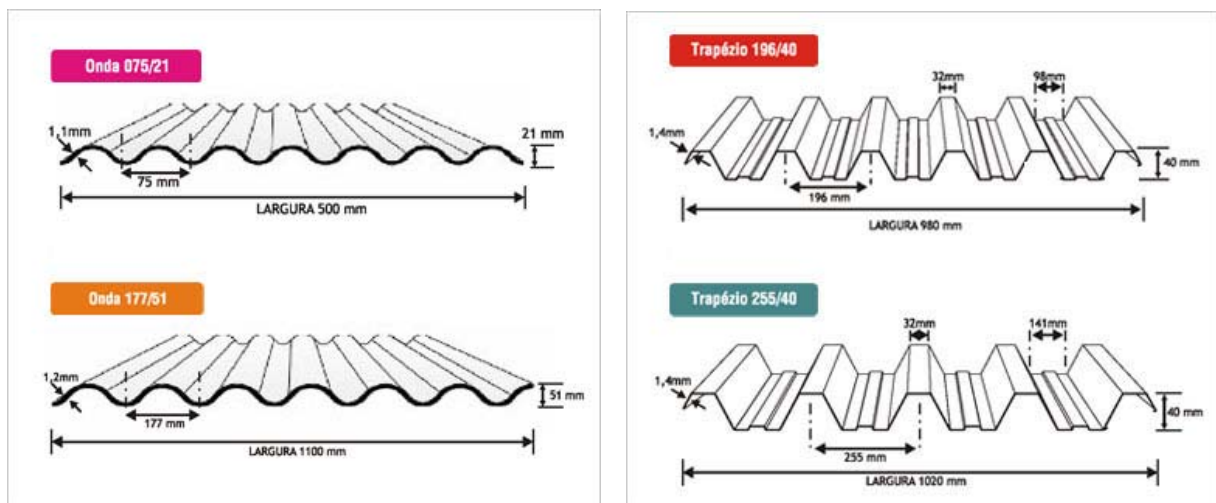 Onda 075/21
1,1mm
21 mm
75 mm
LARGURA 500 mm
Onda 177/51
1,2mm
51 mm
177 mm
LARGURA 1100 mm
Trapézio 196/40
32mm
98mm
1,4mm
40 mm
196 mm
LARGURA 980 mm
Trapézio 255/40
32mm
141mm
1,4mm
40 mm
255 mm
LARGURA 1020 mm